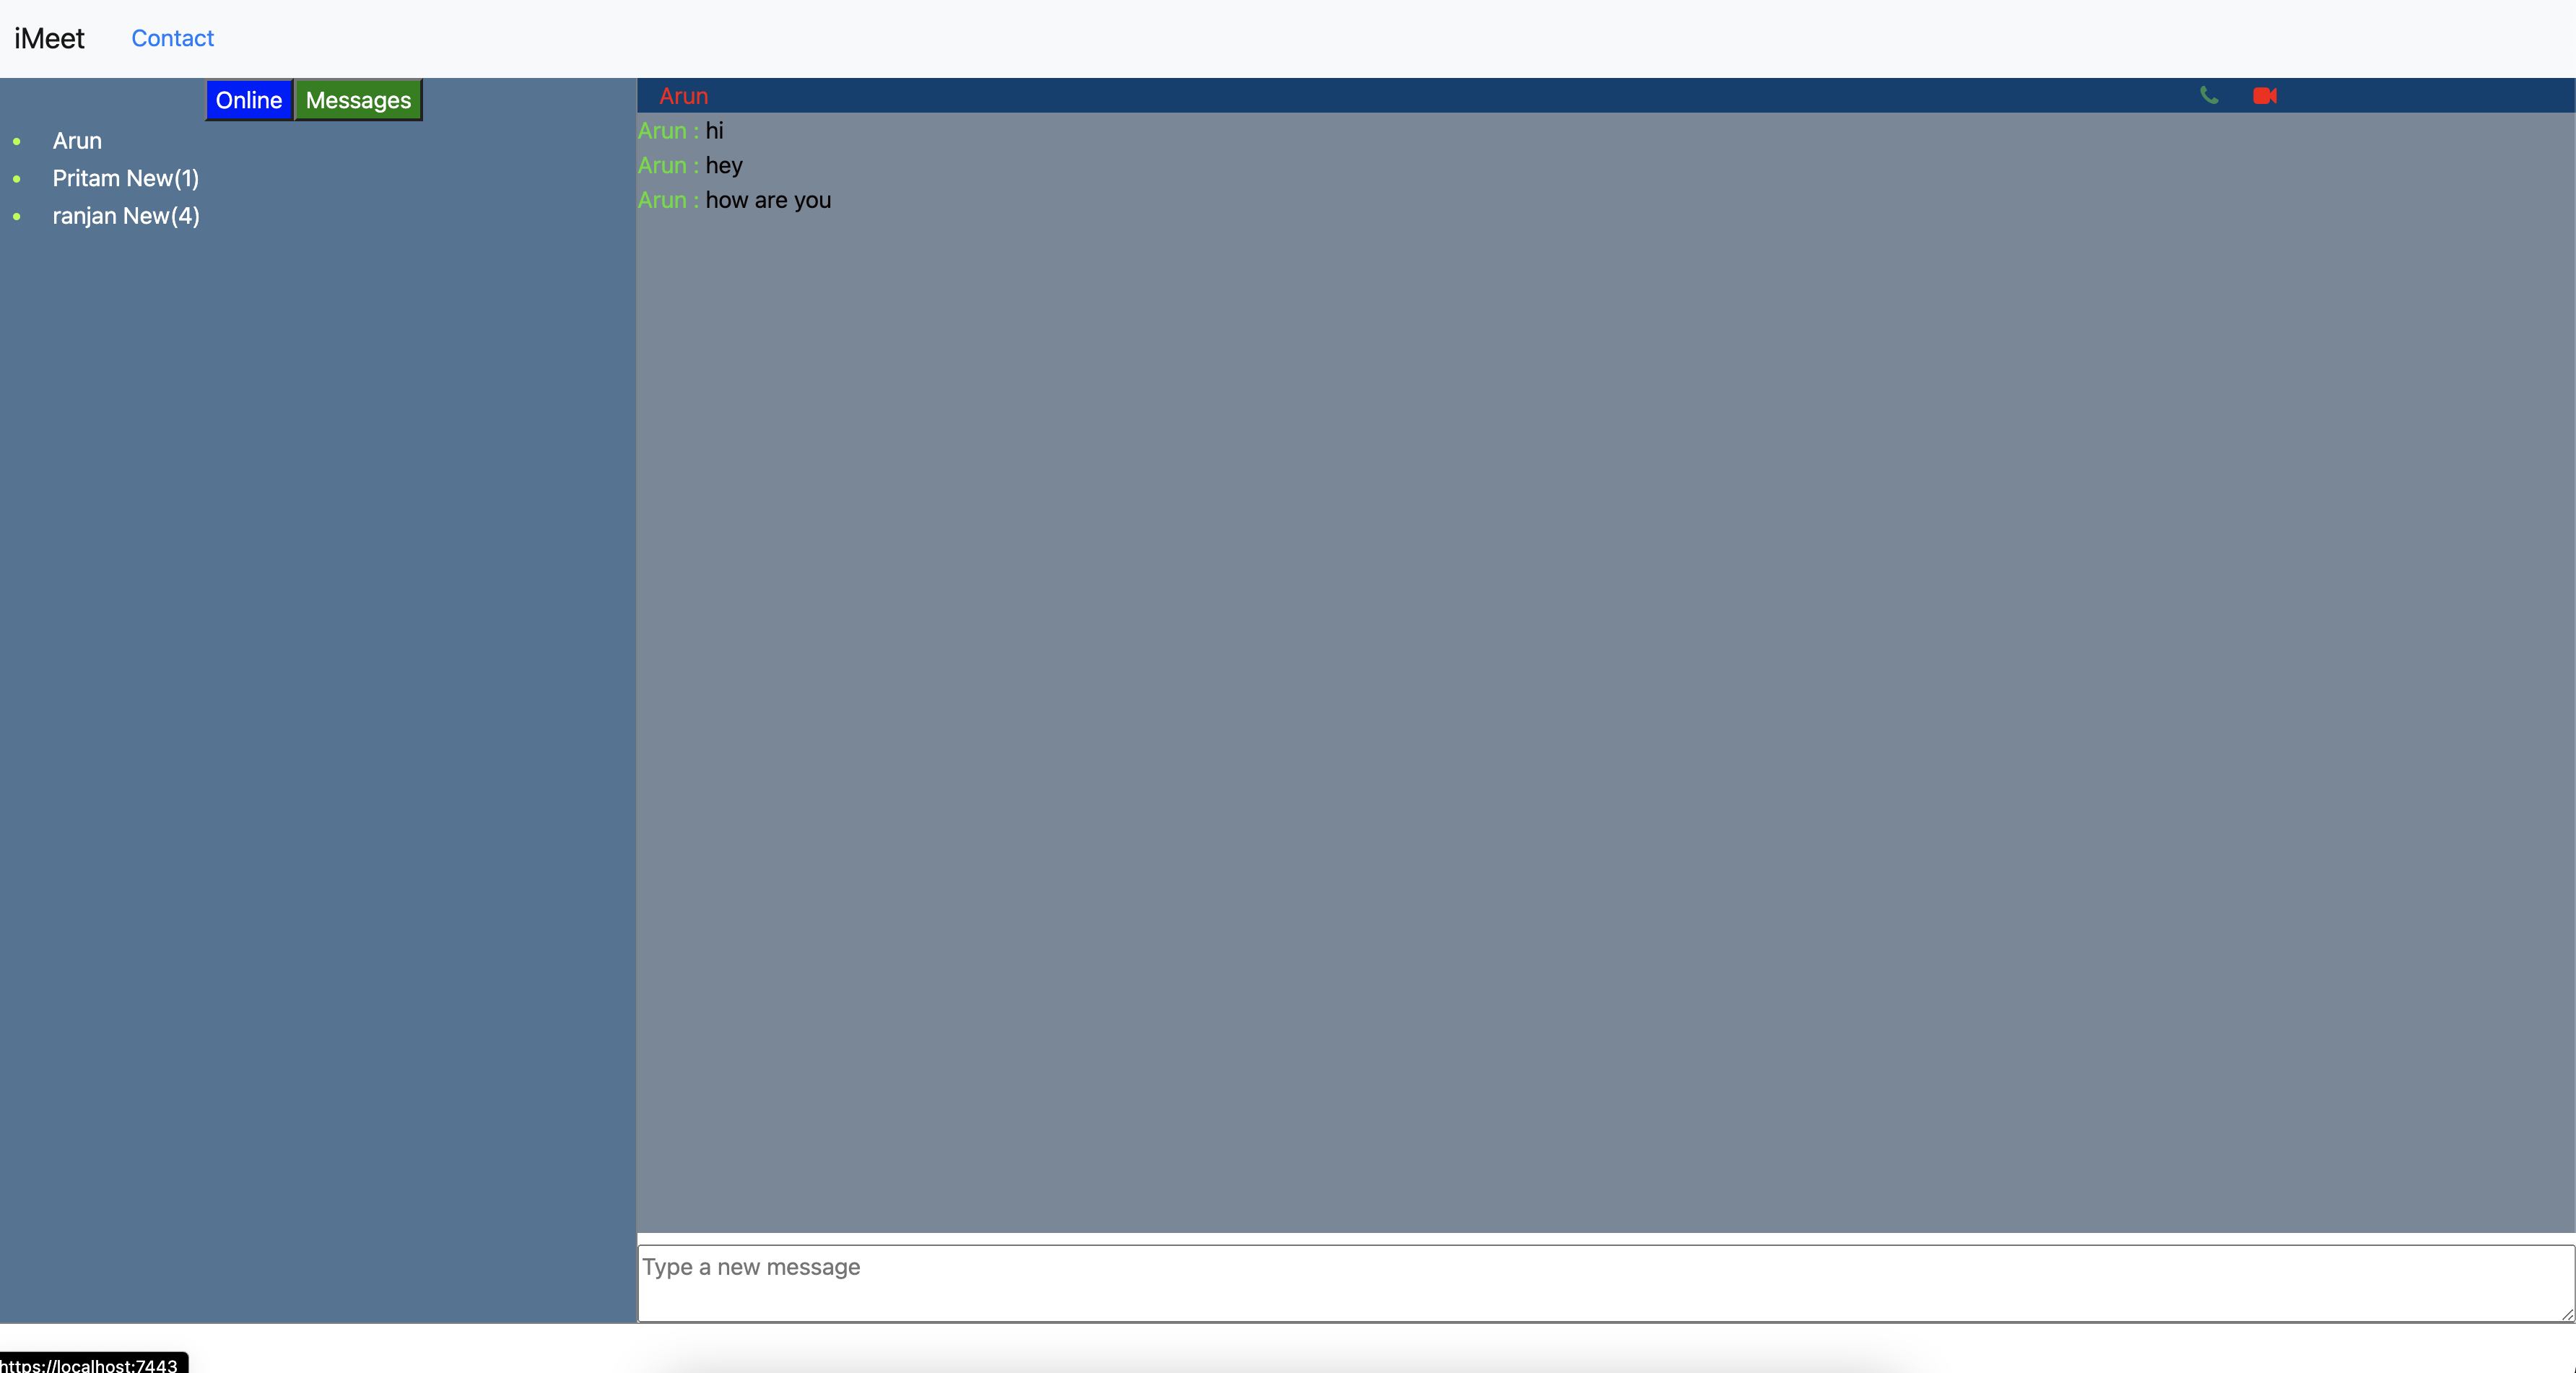 iMeet Contact
Online Messages
Arun
Pritam New(1)
ranjan New(4)
Arun
Arun : hi
Arun : hey
Arun : how are you
Type a new message
https://localhost:7443